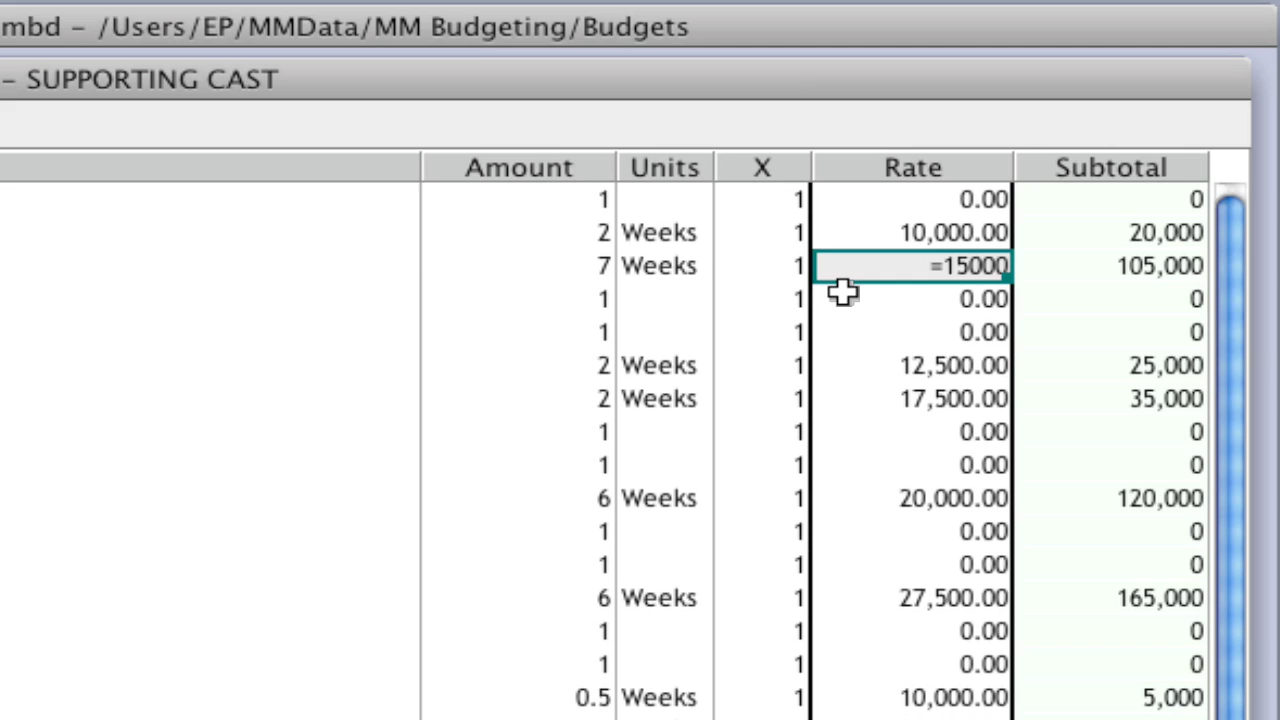 mbd – /Users/EP/MMData/MM Budgeting/Budgets
– SUPPORTING CAST
Amount Units X Rate Subtotal
1 1 0.00 0
2 Weeks 1 10,000.00 20,000
7 Weeks 1 =15000 105,000
1 1 0.00 0
1 1 0.00 0
2 Weeks 1 12,500.00 25,000
2 Weeks 1 17,500.00 35,000
1 1 0.00 0
1 1 0.00 0
6 Weeks 1 20,000.00 120,000
1 1 0.00 0
1 1 0.00 0
6 Weeks 1 27,500.00 165,000
1 1 0.00 0
1 1 0.00 0
0.5 Weeks 1 10,000.00 5,000